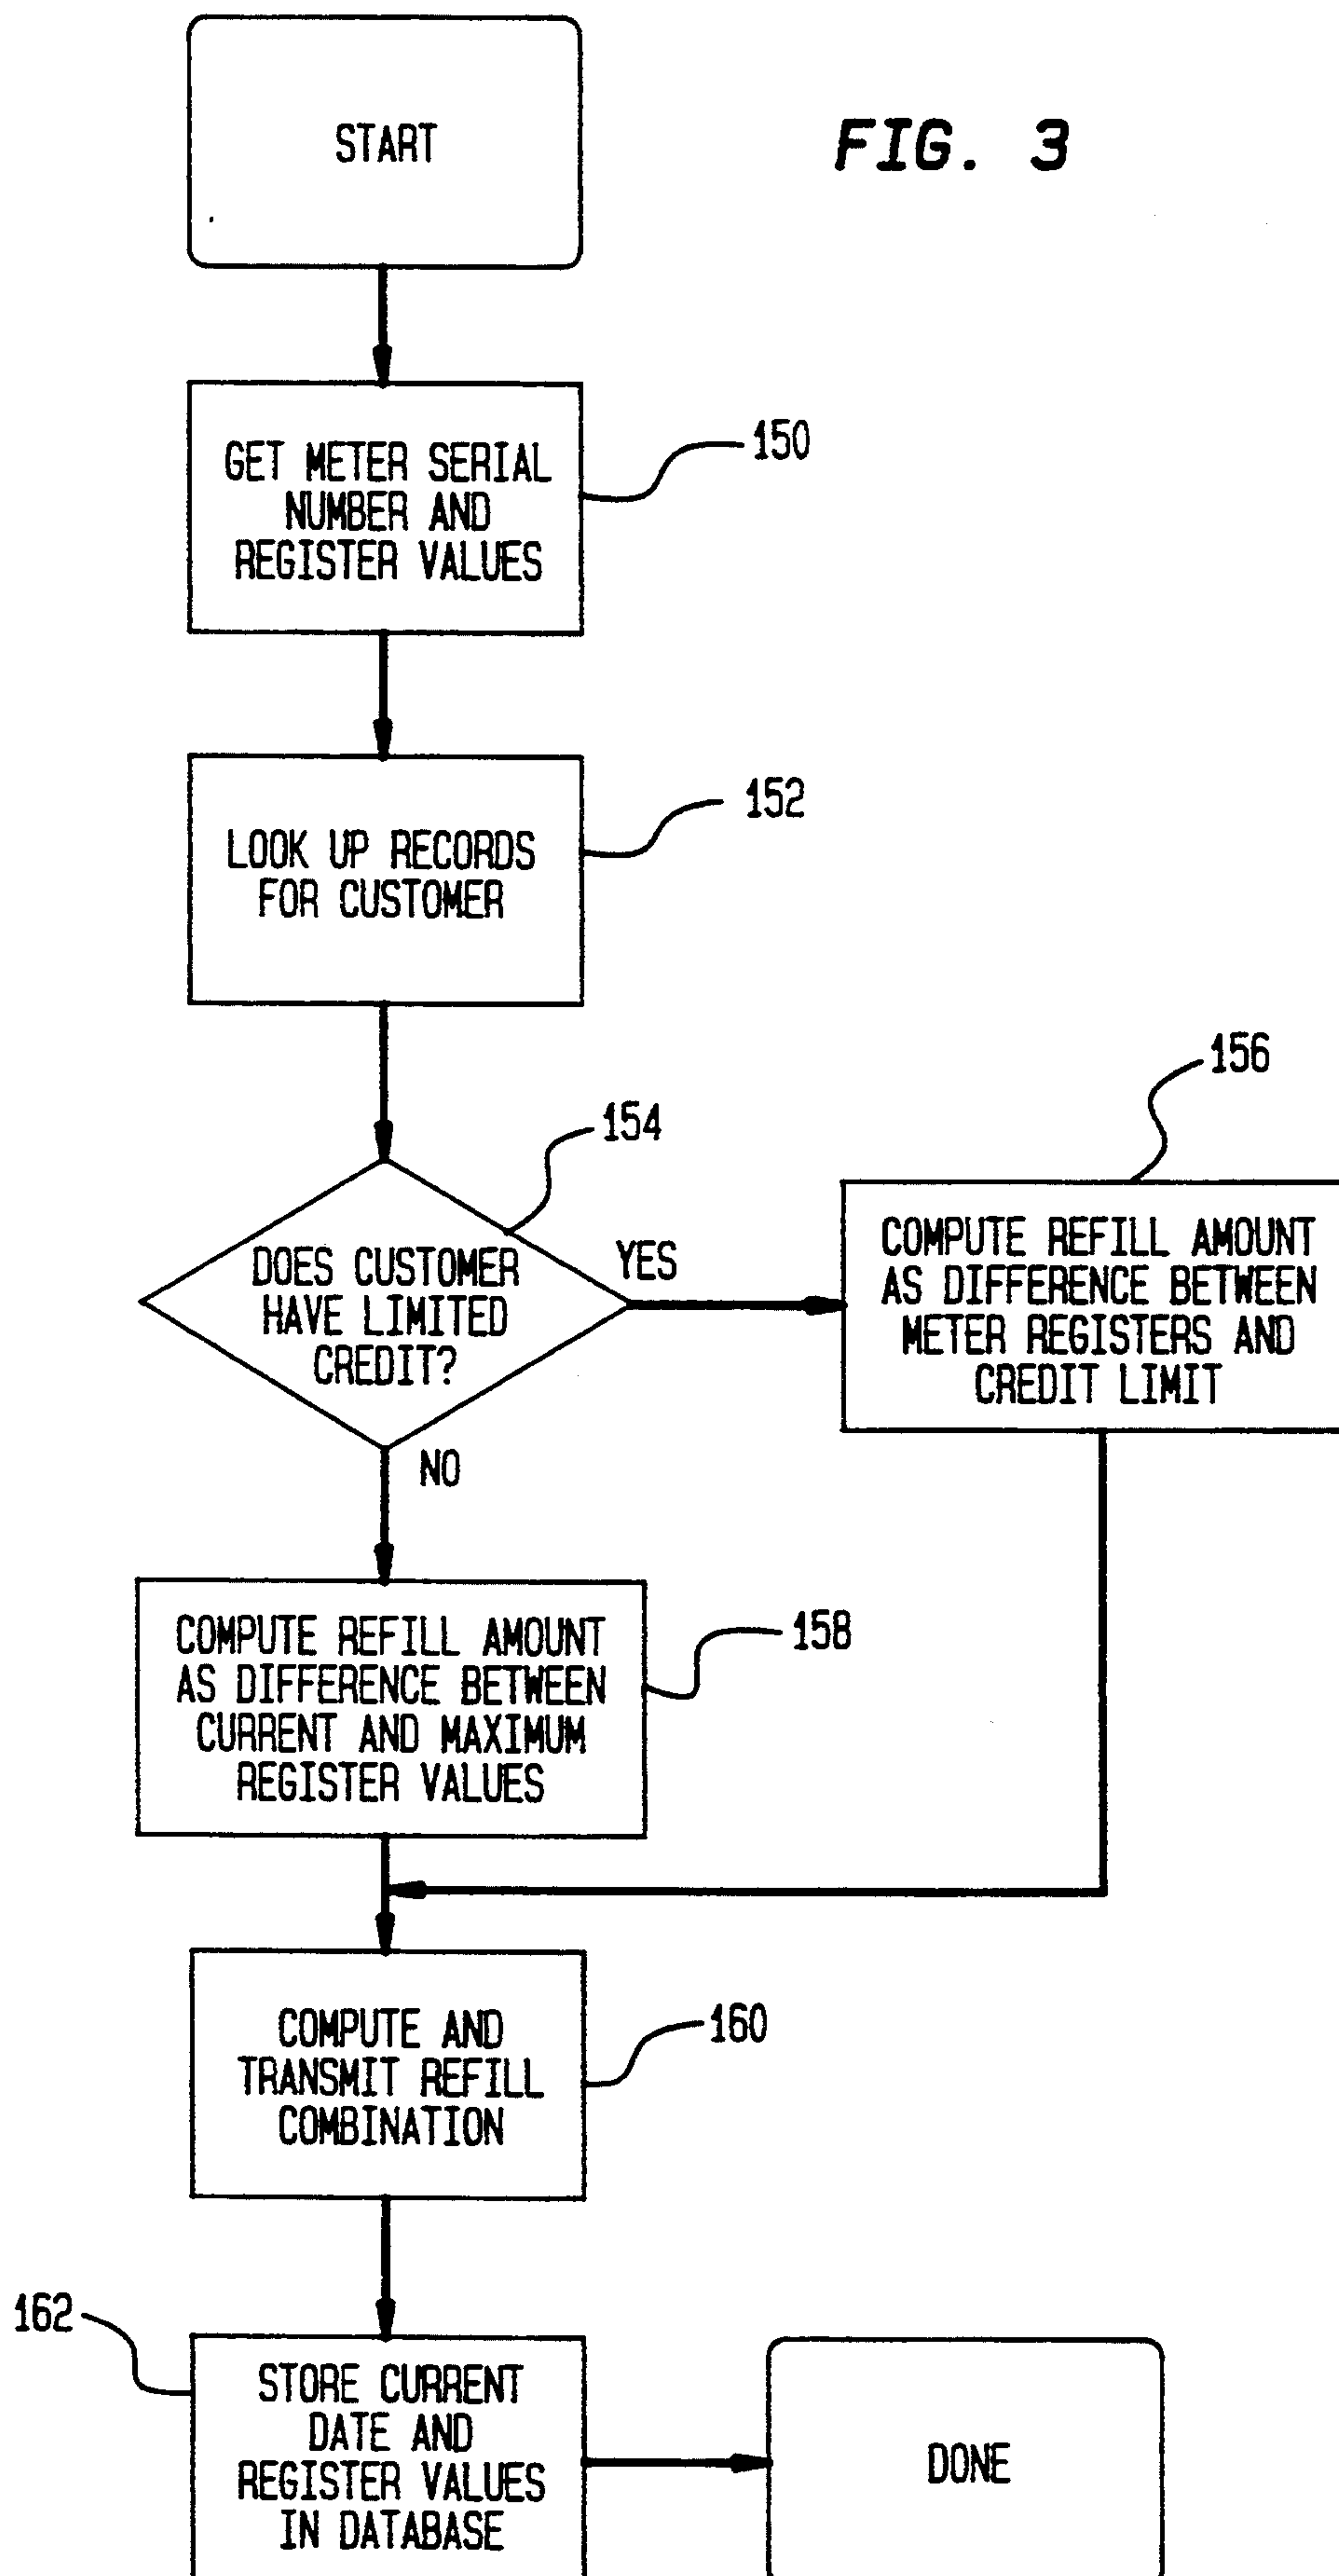 START
FIG. 3
GET METER SERIAL
NUMBER AND
REGISTER VALUES
150
LOOK UP RECORDS
FOR CUSTOMER
152
154
DOES CUSTOMER
HAVE LIMITED
CREDIT?
YES
NO
156
COMPUTE REFILL AMOUNT
AS DIFFERENCE BETWEEN
METER REGISTERS AND
CREDIT LIMIT
COMPUTE REFILL AMOUNT
AS DIFFERENCE BETWEEN
CURRENT AND MAXIMUM
REGISTER VALUES
158
COMPUTE AND
TRANSMIT REFILL
COMBINATION
160
162
STORE CURRENT
DATE AND
REGISTER VALUES
IN DATABASE
DONE